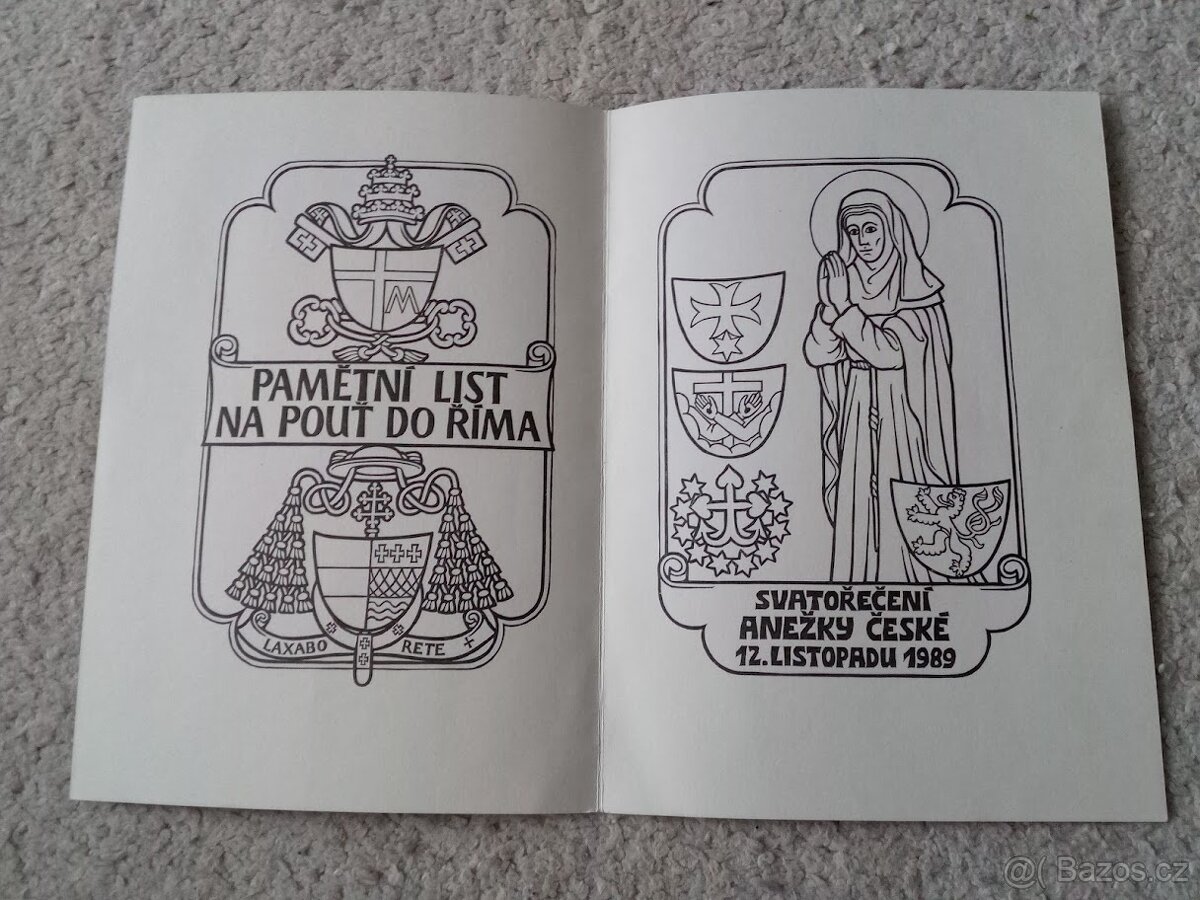 M
PAMĚTNÍ LIST
NA POUŤ DO ŘÍMA
LAXABO RETE
SVATOŘEČENÍ
ANEŽKY ČESKÉ
12. LISTOPADU 1989
@( Bazos.cz